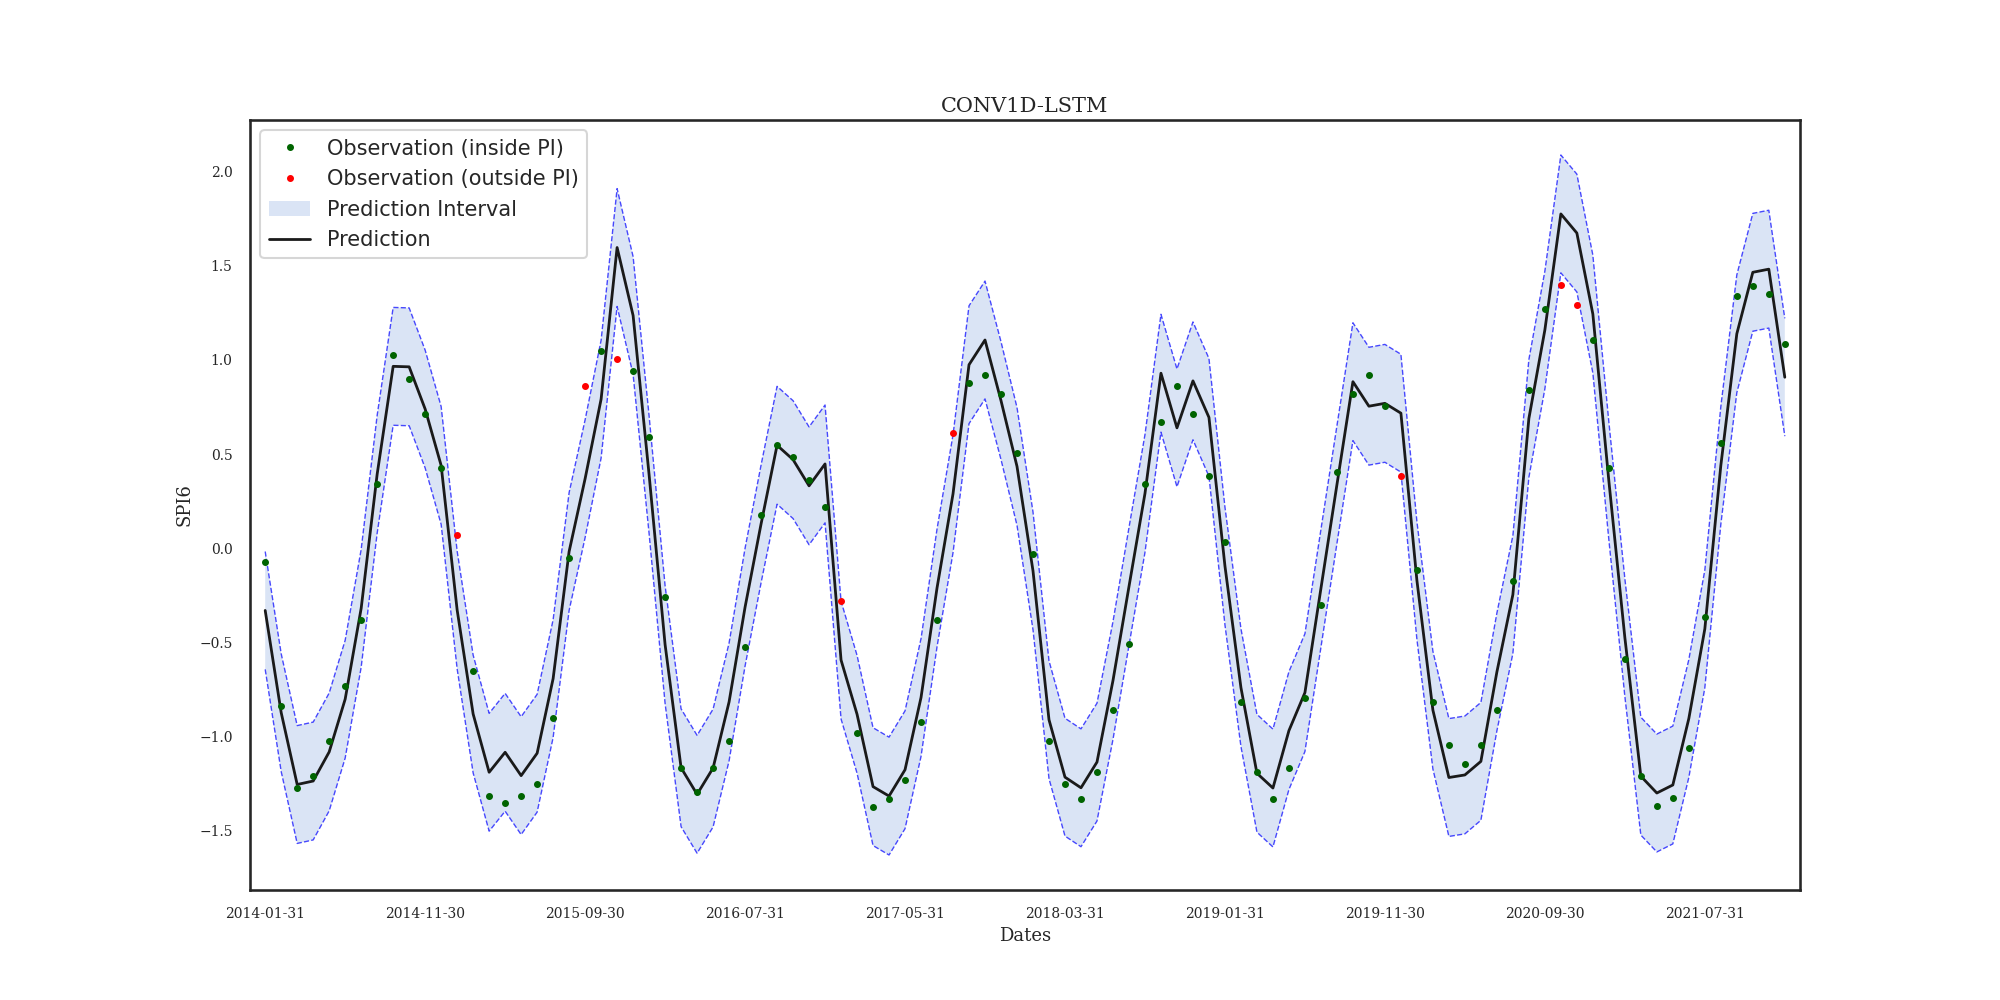 CONV1D-LSTM
Observation (inside PI)
Observation (outside PI)
Prediction Interval
Prediction
2.0
1.5
1.0
0.5
0.0
−0.5
−1.0
−1.5
SPI6
2014-01-31 2014-11-30 2015-09-30 2016-07-31 2017-05-31 2018-03-31 2019-01-31 2019-11-30 2020-09-30 2021-07-31
Dates